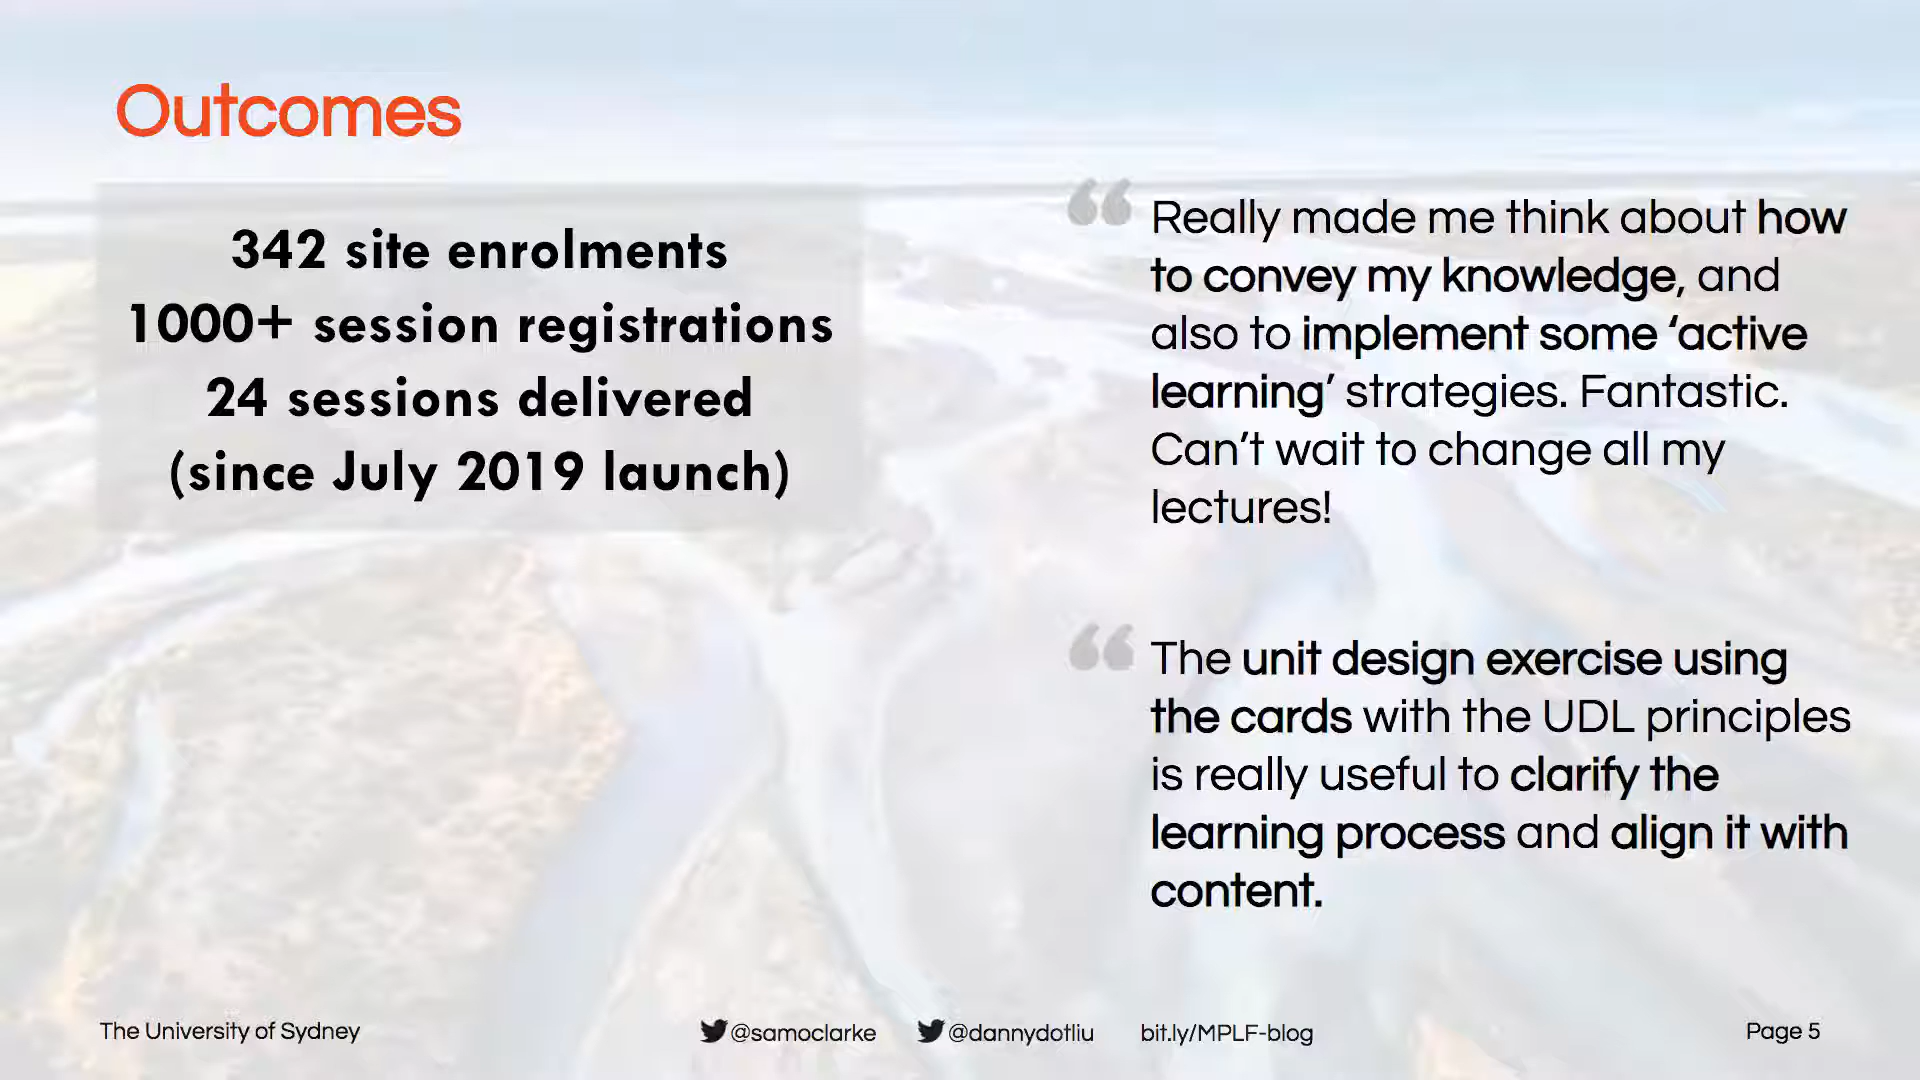 Outcomes
342 site enrolments
1000+ session registrations
24 sessions delivered
(since July 2019 launch)
“ Really made me think about how
to convey my knowledge, and
also to implement some ‘active
learning’ strategies. Fantastic.
Can’t wait to change all my
lectures!
“ The unit design exercise using
the cards with the UDL principles
is really useful to clarify the
learning process and align it with
content.
The University of Sydney
@samoclarke
@dannydotliu
bit.ly/MPLF-blog
Page 5